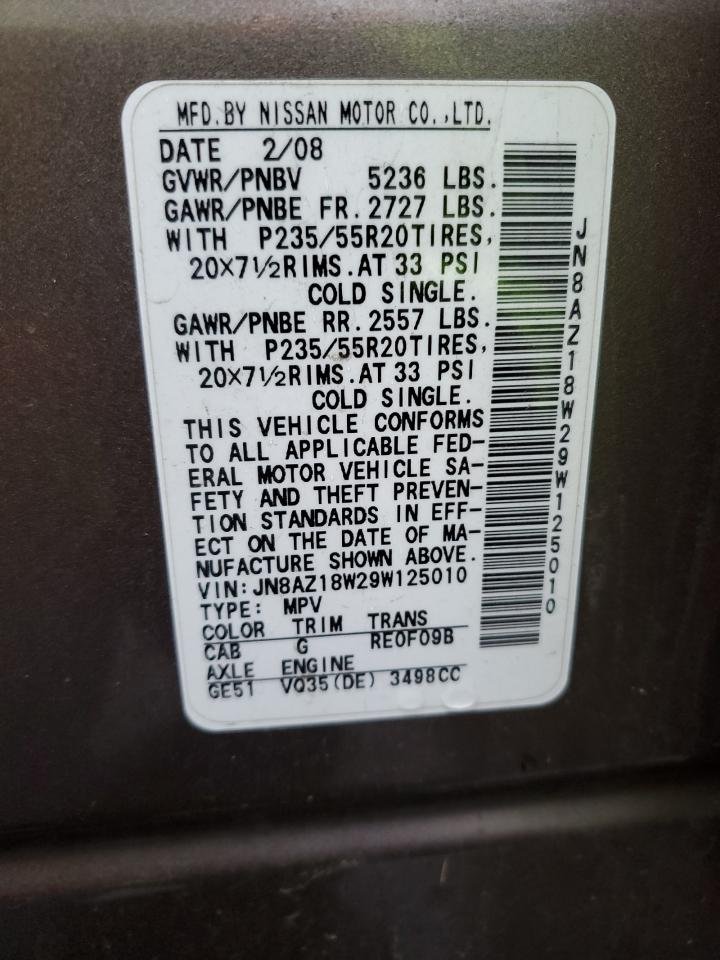 MFD.BY NISSAN MOTOR CO.,LTD.
DATE 2/08
GVWR/PNBV 5236 LBS.
GAWR/PNBE FR.2727 LBS.
WITH P235/55R20TIRES,
20×7½RIMS.AT 33 PSI
COLD SINGLE.
GAWR/PNBE RR.2557 LBS.
WITH P235/55R20TIRES,
20×7½RIMS.AT 33 PSI
COLD SINGLE.
THIS VEHICLE CONFORMS
TO ALL APPLICABLE FED-
ERAL MOTOR VEHICLE SA-
FETY AND THEFT PREVEN-
TION STANDARDS IN EFF-
ECT ON THE DATE OF MA-
NUFACTURE SHOWN ABOVE.
VIN:JN8AZ18W29W125010
TYPE: MPV
COLOR TRIM TRANS
CAB G RE0F09B
AXLE ENGINE
GE51 VQ35(DE) 3498CC
JN8AZ18W29W125010